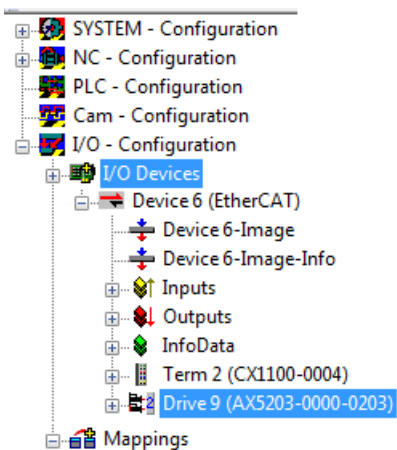 SYSTEM - Configuration
NC - Configuration
PLC - Configuration
Cam - Configuration
I/O - Configuration
I/O Devices
Device 6 (EtherCAT)
Device 6-Image
Device 6-Image-Info
Inputs
Outputs
InfoData
Term 2 (CX1100-0004)
Drive 9 (AX5203-0000-0203)
Mappings